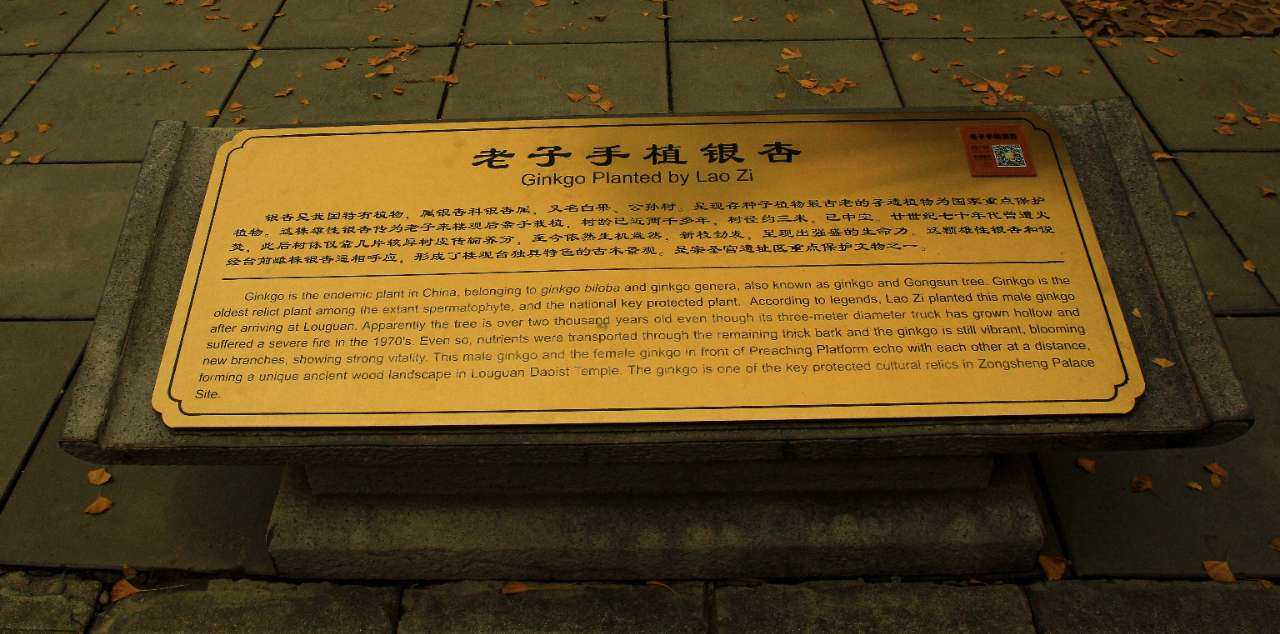 老子手植银杏
Ginkgo Planted by Lao Zi
老子手植银杏
银杏是我国特有植物，属银杏科银杏属，又名白果、公孙树。是现存种子植物最古老的孑遗植物为国家重点保护
植物。这株雄性银杏传为老子来楼观后亲手栽植，树龄已近两千多年，树径约三米，已中空。廿世纪七十年代曾遭火
焚，此后树体仅靠几片较厚树皮传输养分，至今依然生机盎然，新枝勃发，呈现出强盛的生命力。这颗雄性银杏和说
经台前雌株银杏遥相呼应，形成了楼观台独具特色的古木景观。是宗圣宫遗址区重点保护文物之一。
Ginkgo is the endemic plant in China, belonging to ginkgo biloba and ginkgo genera, also known as ginkgo and Gongsun tree. Ginkgo is the
oldest relict plant among the extant spermatophyte, and the national key protected plant. According to legends, Lao Zi planted this male ginkgo
after arriving at Louguan. Apparently the tree is over two thousand years old even though its three-meter diameter truck has grown hollow and
suffered a severe fire in the 1970's. Even so, nutrients were transported through the remaining thick bark and the ginkgo is still vibrant, blooming
new branches, showing strong vitality. This male ginkgo and the female ginkgo in front of Preaching Platform echo with each other at a distance,
forming a unique ancient wood landscape in Louguan Daoist Temple. The ginkgo is one of the key protected cultural relics in Zongsheng Palace
Site.